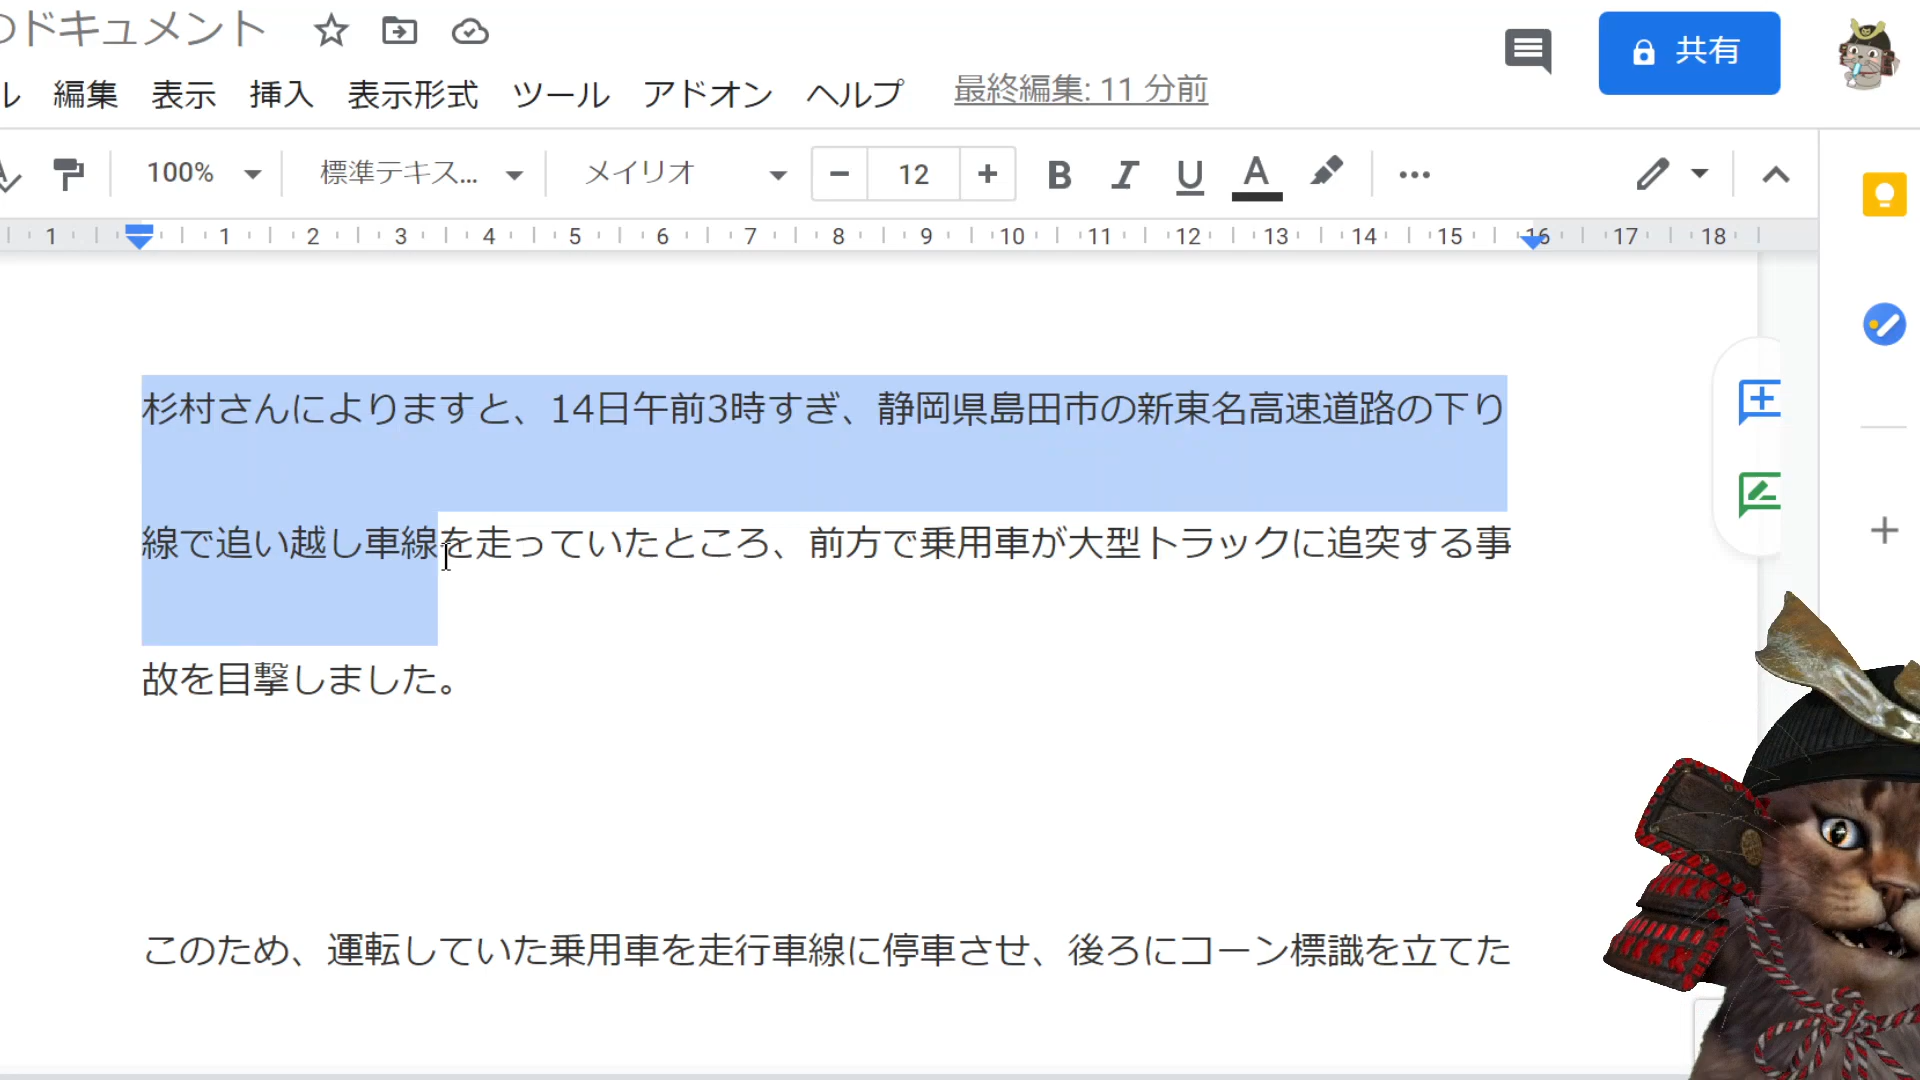 のドキュメント
共有
ル 編集 表示 挿入 表示形式 ツール アドオン ヘルプ 最終編集: 11 分前
100% 標準テキス... メイリオ − 12 + B I U A
1 1 2 3 4 5 6 7 8 9 10 11 12 13 14 15 16 17 18
杉村さんによりますと、14日午前3時すぎ、静岡県島田市の新東名高速道路の下り
線で追い越し車線を走っていたところ、前方で乗用車が大型トラックに追突する事
故を目撃しました。
このため、運転していた乗用車を走行車線に停車させ、後ろにコーン標識を立てた